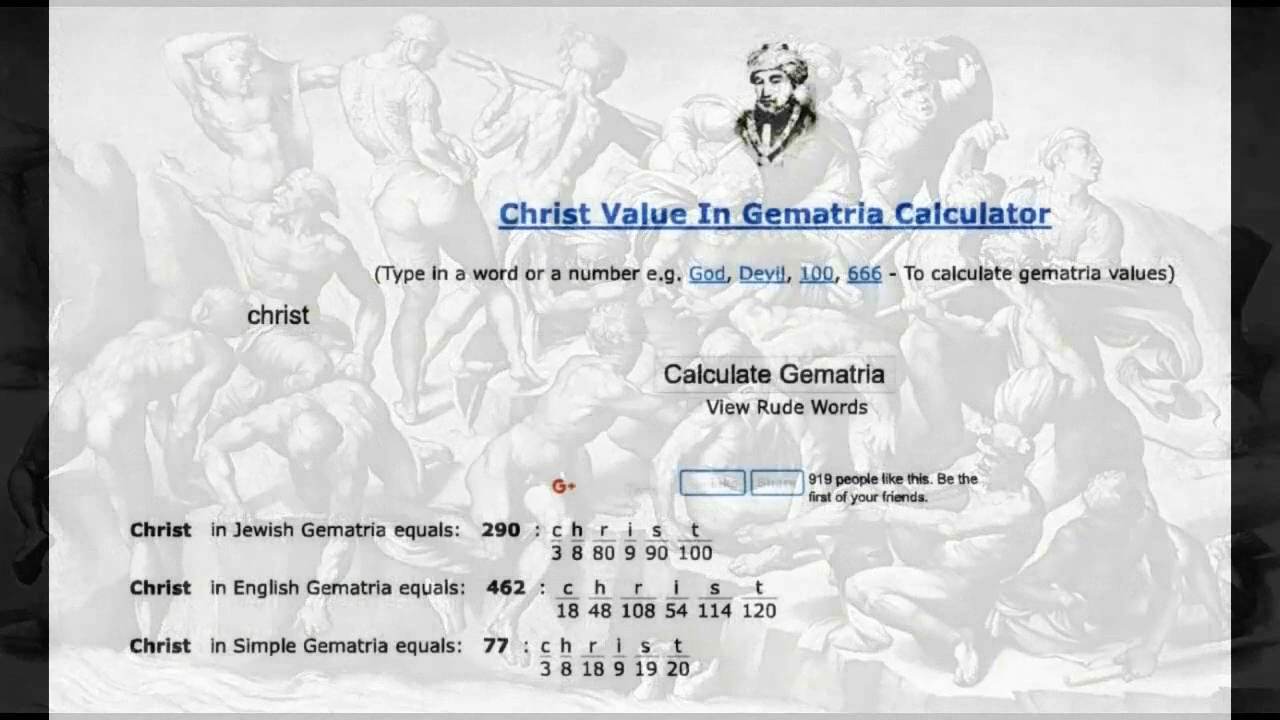 Christ Value In Gematria Calculator
(Type in a word or a number e.g. God, Devil, 100, 666 - To calculate gematria values)
christ
Calculate Gematria
View Rude Words
G+ Like Share 919 people like this. Be the
first of your friends.
Christ in Jewish Gematria equals: 290 : c h r i s t
3 8 80 9 90 100
Christ in English Gematria equals: 462 : c h r i s t
18 48 108 54 114 120
Christ in Simple Gematria equals: 77 : c h r i s t
3 8 18 9 19 20